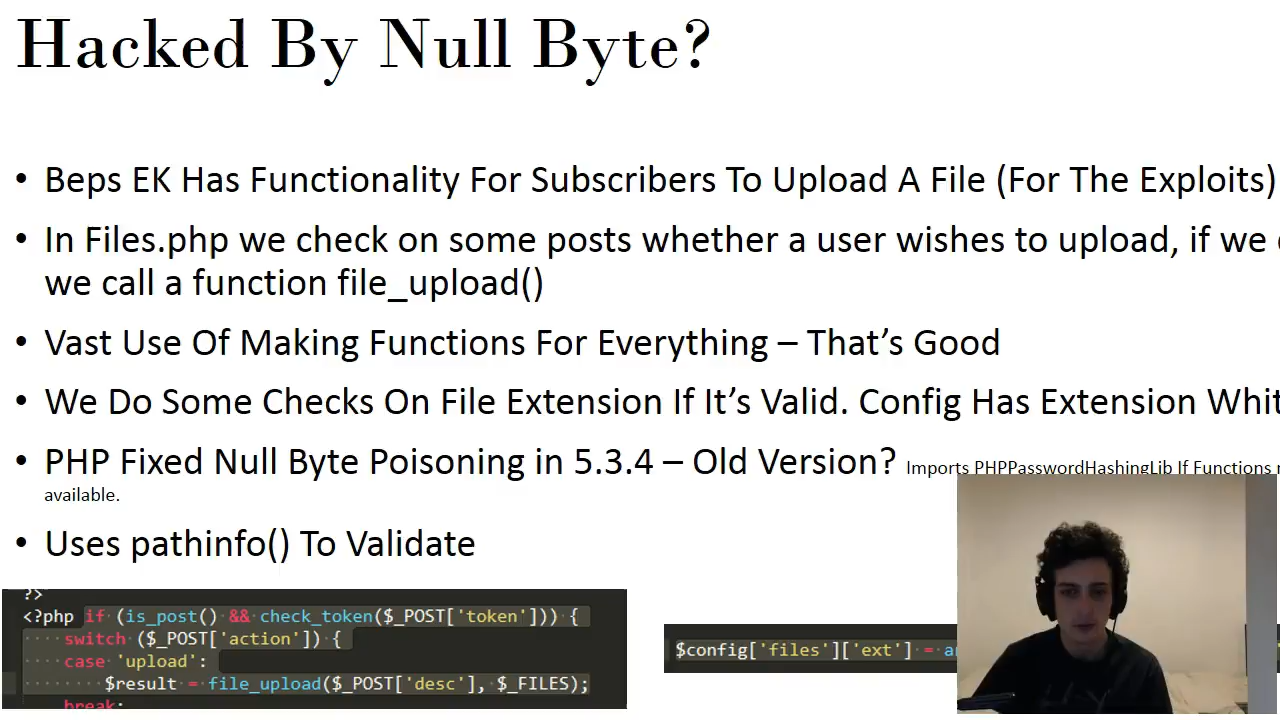 Hacked By Null Byte?
• Beps EK Has Functionality For Subscribers To Upload A File (For The Exploits)
• In Files.php we check on some posts whether a user wishes to upload, if we
we call a function file_upload()
• Vast Use Of Making Functions For Everything – That's Good
• We Do Some Checks On File Extension If It's Valid. Config Has Extension Whit
• PHP Fixed Null Byte Poisoning in 5.3.4 – Old Version? Imports PHPPasswordHashingLib If Functions
available.
• Uses pathinfo() To Validate
?>
<?php if (is_post() && check_token($_POST['token'])) {
switch ($_POST['action']) {
case 'upload':
$result = file_upload($_POST['desc'], $_FILES);
break;
$config['files']['ext'] = ar